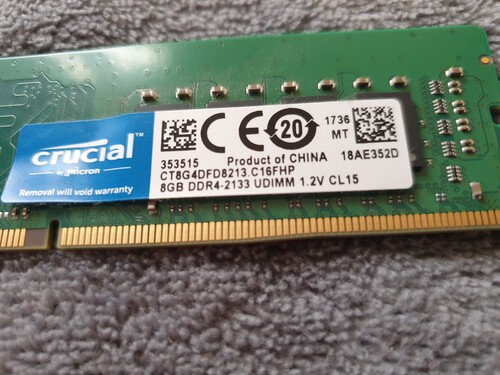 crucial™
by micron
Removal will void warranty
CE 20 1736
MT
353515 Product of CHINA 18AE352D
CT8G4DFD8213.C16FHP
8GB DDR4-2133 UDIMM 1.2V CL15